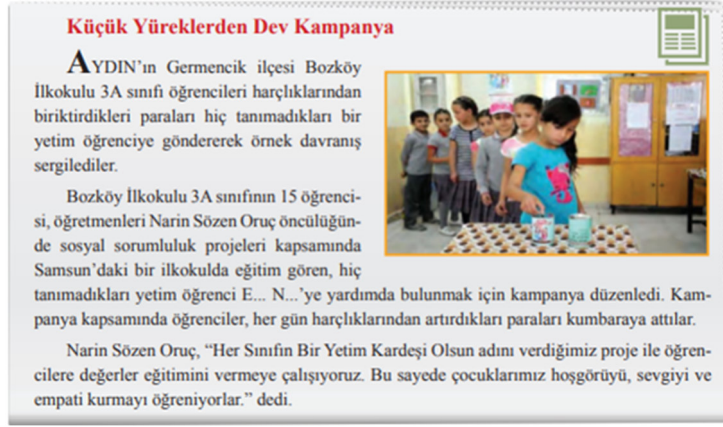 Küçük Yüreklerden Dev Kampanya
AYDIN’ın Germencik ilçesi Bozköy
İlkokulu 3A sınıfı öğrencileri harçlıklarından
biriktirdikleri paraları hiç tanımadıkları bir
yetim öğrenciye göndererek örnek davranış
sergilediler.
Bozköy İlkokulu 3A sınıfının 15 öğrenci-
si, öğretmenleri Narin Sözen Oruç öncülüğün-
de sosyal sorumluluk projeleri kapsamında
Samsun’daki bir ilkokulda eğitim gören, hiç
tanımadıkları yetim öğrenci E... N...’ye yardımda bulunmak için kampanya düzenledi. Kam-
panya kapsamında öğrenciler, her gün harçlıklarından artırdıkları paraları kumbaraya attılar.
Narin Sözen Oruç, “Her Sınıfın Bir Yetim Kardeşi Olsun adını verdiğimiz proje ile öğren-
cilere değerler eğitimini vermeye çalışıyoruz. Bu sayede çocuklarımız hoşgörüyü, sevgiyi ve
empati kurmayı öğreniyorlar.” dedi.